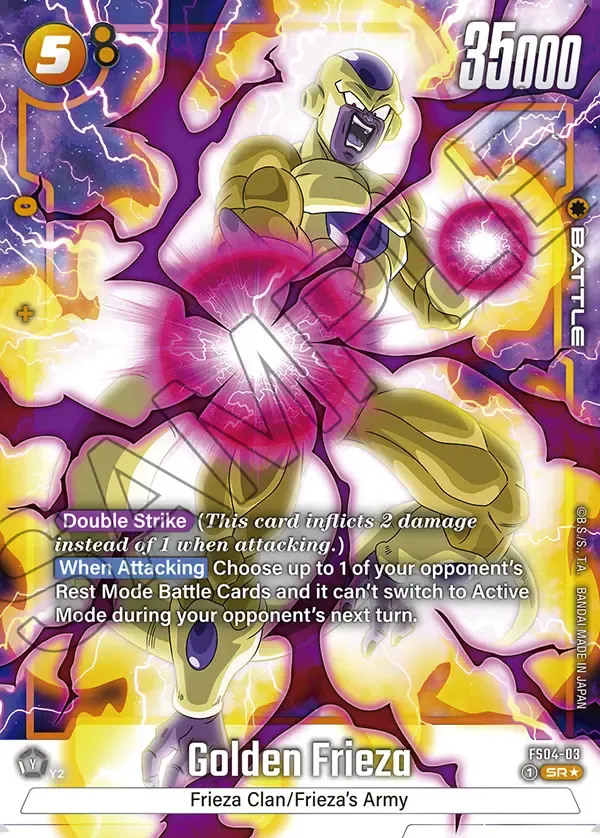 5
35000
0
+
BATTLE
SAMPLE
Double Strike (This card inflicts 2 damage
instead of 1 when attacking.)
When Attacking Choose up to 1 of your opponent's
Rest Mode Battle Cards and it can't switch to Active
Mode during your opponent's next turn.
©B.S./S., T.A. BANDAI MADE IN JAPAN
Golden Frieza
Y
Y2
FS04-03
1 SR★
Frieza Clan/Frieza's Army